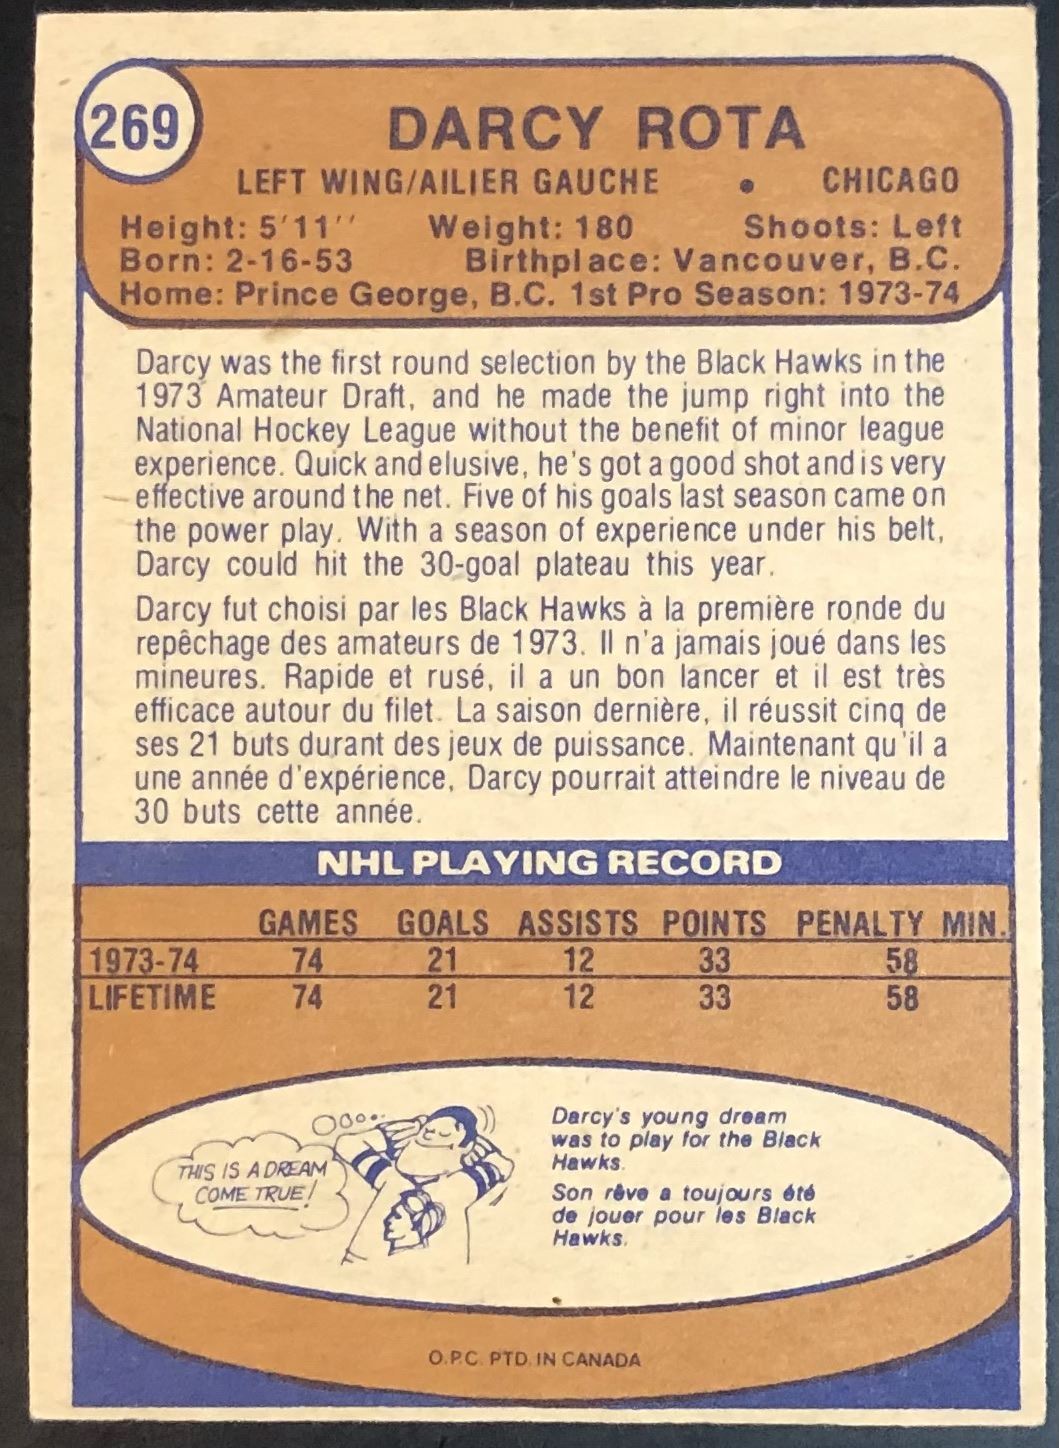 269
DARCY ROTA
LEFT WING/AILIER GAUCHE • CHICAGO
Height: 5'11'' Weight: 180 Shoots: Left
Born: 2-16-53 Birthplace: Vancouver, B.C.
Home: Prince George, B.C. 1st Pro Season: 1973-74
Darcy was the first round selection by the Black Hawks in the
1973 Amateur Draft, and he made the jump right into the
National Hockey League without the benefit of minor league
experience. Quick and elusive, he's got a good shot and is very
effective around the net. Five of his goals last season came on
the power play. With a season of experience under his belt,
Darcy could hit the 30-goal plateau this year.
Darcy fut choisi par les Black Hawks à la première ronde du
repêchage des amateurs de 1973. Il n'a jamais joué dans les
mineures. Rapide et rusé, il a un bon lancer et il est très
efficace autour du filet. La saison dernière, il réussit cinq de
ses 21 buts durant des jeux de puissance. Maintenant qu'il a
une année d'expérience, Darcy pourrait atteindre le niveau de
30 buts cette année.
NHL PLAYING RECORD
GAMES GOALS ASSISTS POINTS PENALTY MIN.
1973-74 74 21 12 33 58
LIFETIME 74 21 12 33 58
THIS IS A DREAM
COME TRUE!
Darcy's young dream
was to play for the Black
Hawks.
Son rêve a toujours été
de jouer pour les Black
Hawks.
O.P.C. PTD. IN CANADA